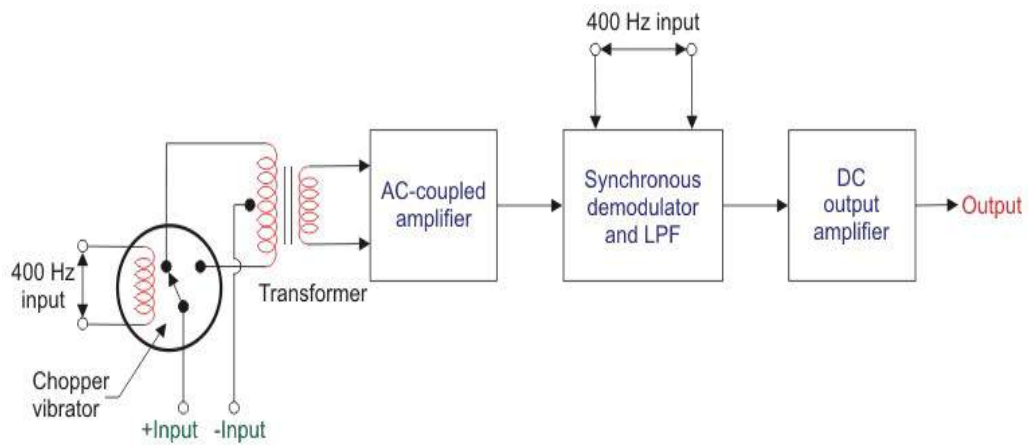 400 Hz input
AC-coupled
amplifier
Synchronous
demodulator
and LPF
DC
output
amplifier
Output
400 Hz
input
Transformer
Chopper
vibrator
+Input -Input